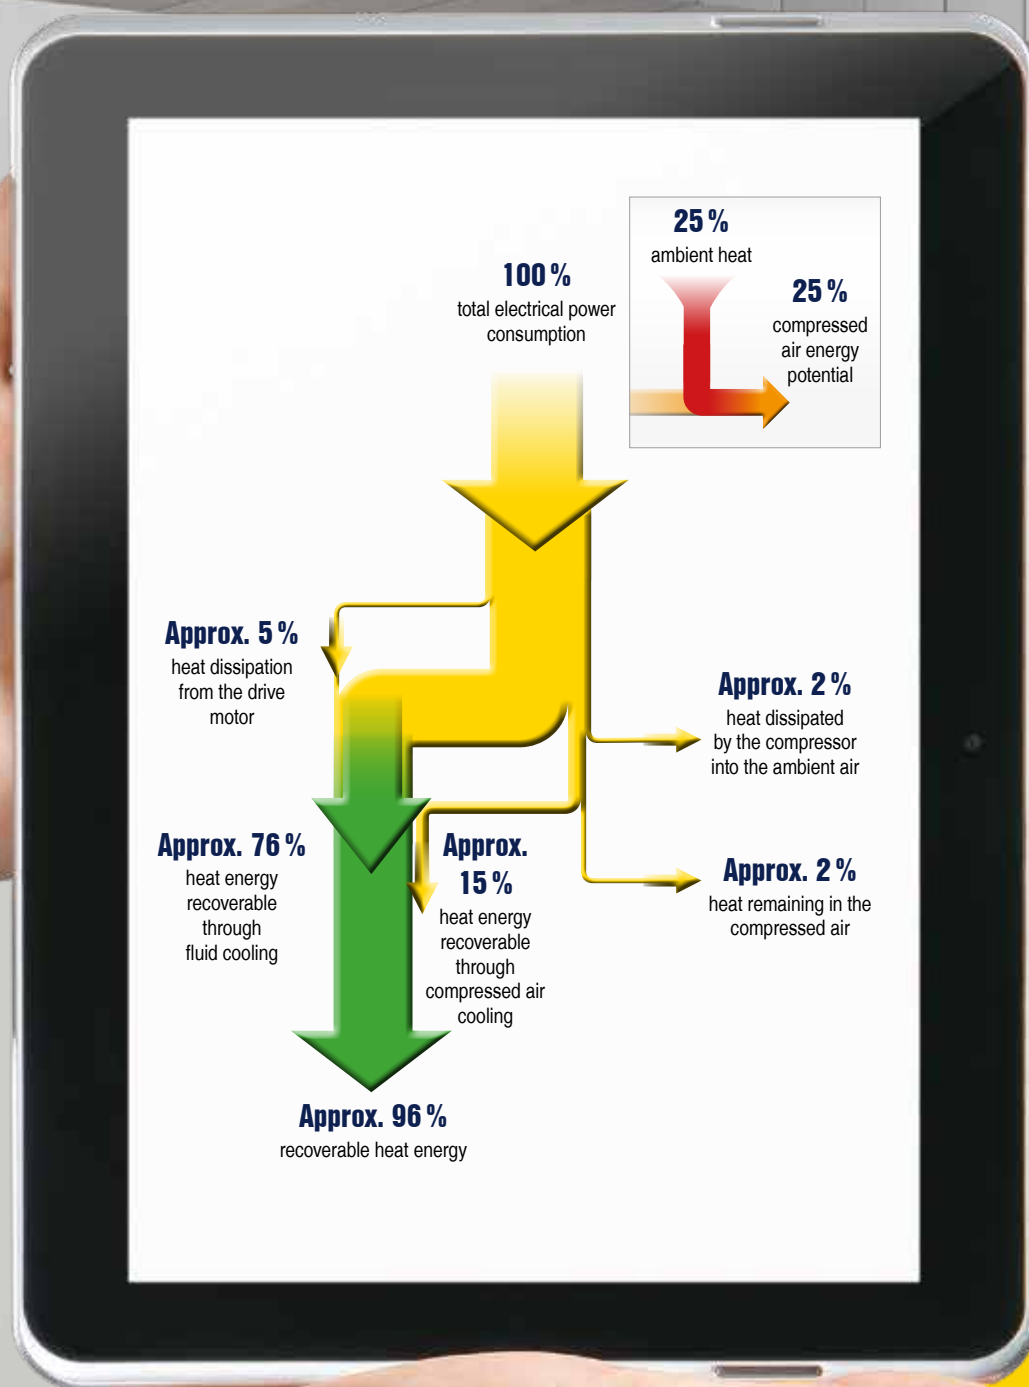 25 %
ambient heat
100 %
total electrical power
consumption
25 %
compressed
air energy
potential
Approx. 5 %
heat dissipation
from the drive
motor
Approx. 2 %
heat dissipated
by the compressor
into the ambient air
Approx. 76 %
heat energy
recoverable
through
fluid cooling
Approx.
15 %
heat energy
recoverable
through
compressed air
cooling
Approx. 2 %
heat remaining in the
compressed air
Approx. 96 %
recoverable heat energy